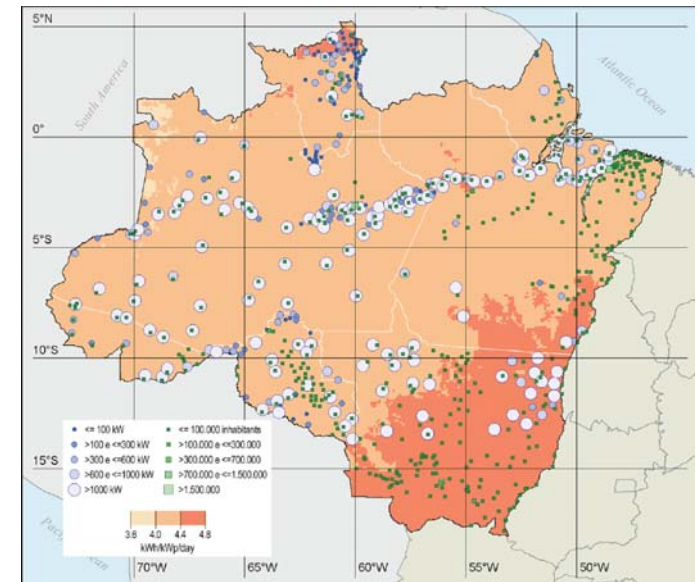 5°N
South America
Atlantic Ocean
0°
5°S
10°S
<= 100 kW
<= 100.000 inhabitants
>100 e <=300 kW
>100.000 e <=300.000
>300 e <=600 kW
>300.000 e <=700.000
>600 e <=1000 kW
>700.000 e <=1.500.000
>1000 kW
>1.500.000
15°S
3.6 4.0 4.4 4.8
kWh/kWp/day
Pacific Ocean
70°W 65°W 60°W 55°W 50°W